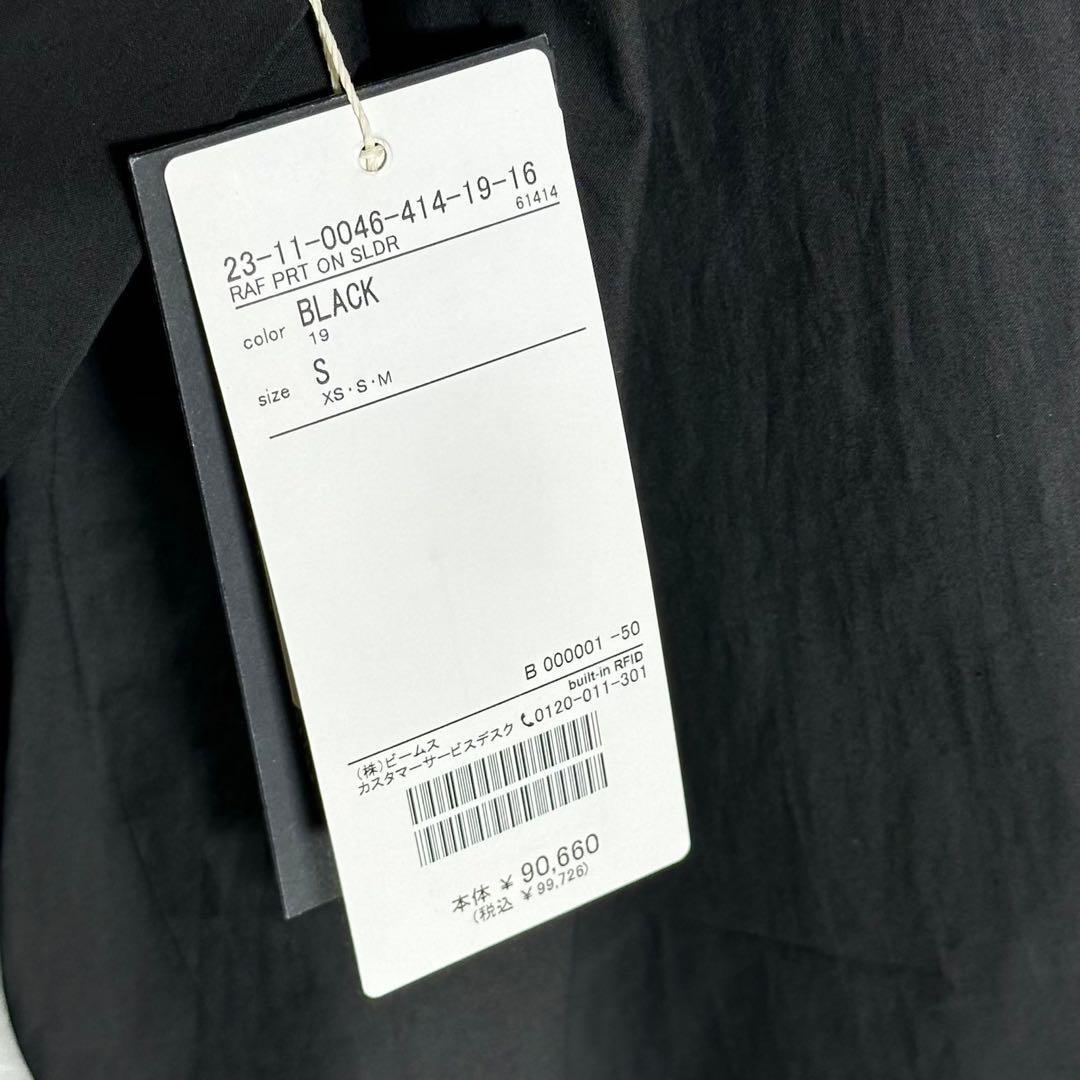 23-11-0046-414-19-16
RAF PRT ON SLDR 61414
color BLACK
19
size S
XS・S・M
B 000001 -50
built-in RFID
(株)ビームス
カスタマーサービスデスク 0120-011-301
本体 ¥ 90,660
(税込 ¥ 99,726)